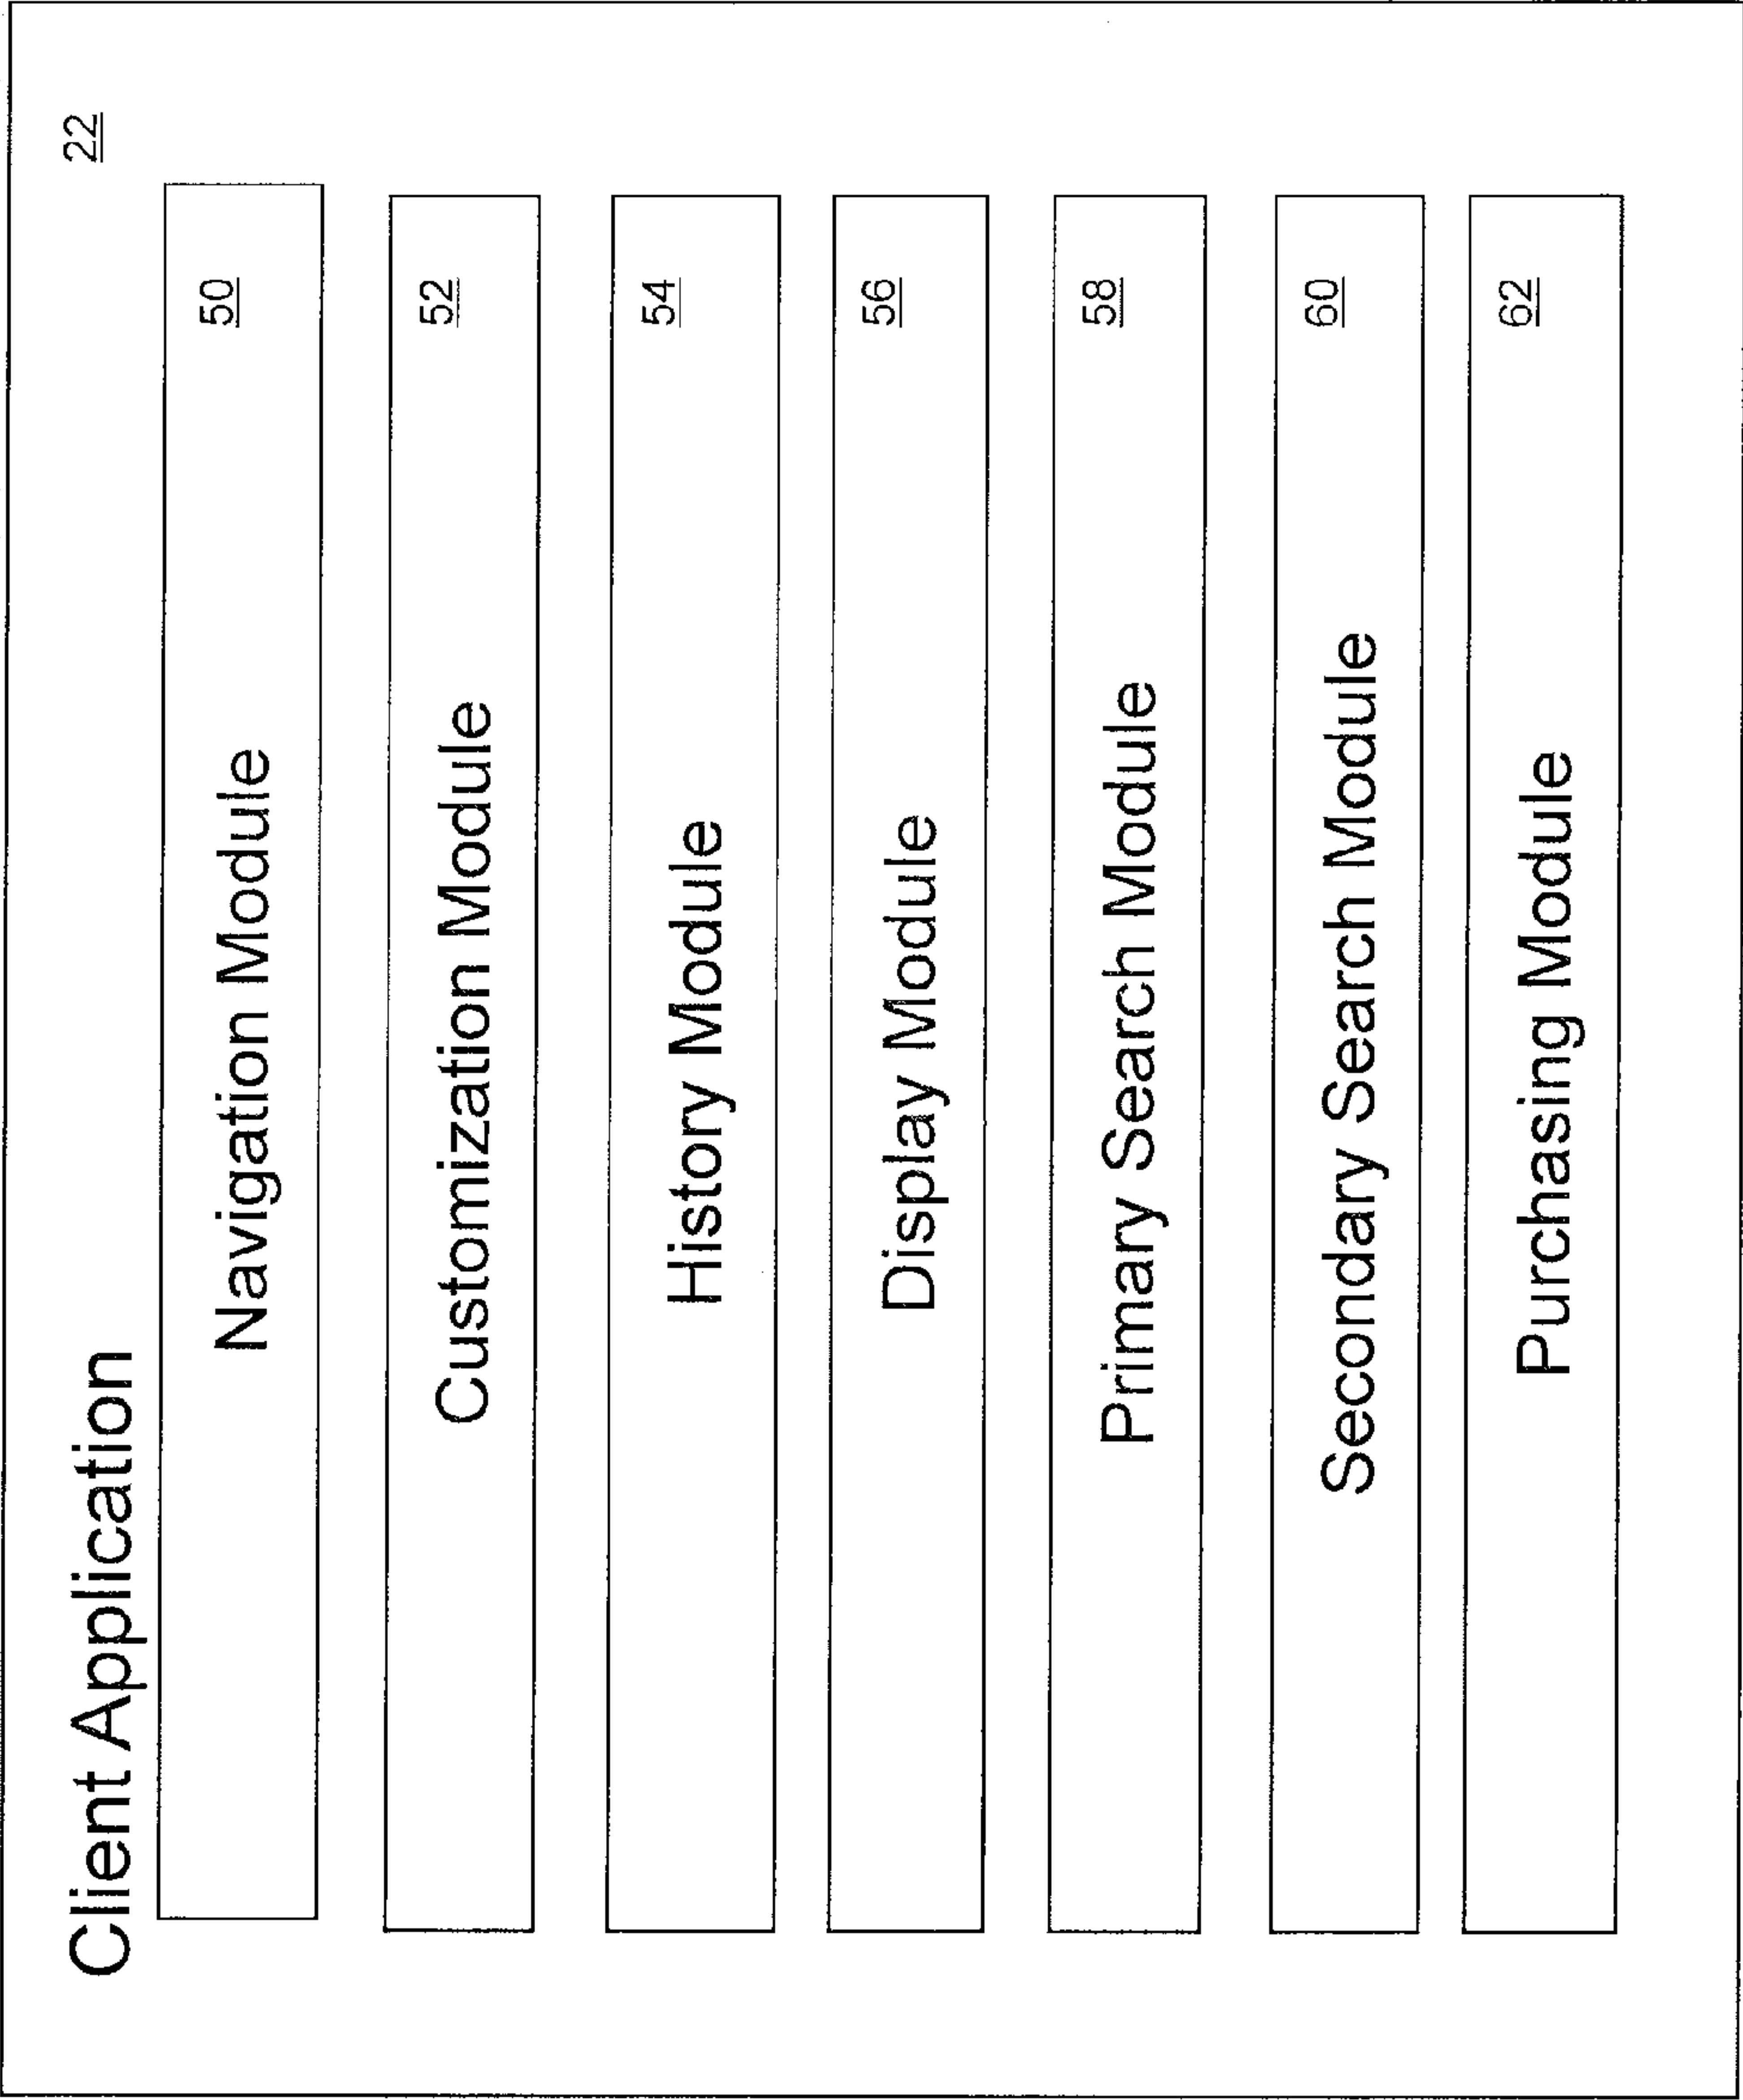 Client Application 22
Navigation Module 50
Customization Module 52
History Module 54
Display Module 56
Primary Search Module 58
Secondary Search Module 60
Purchasing Module 62